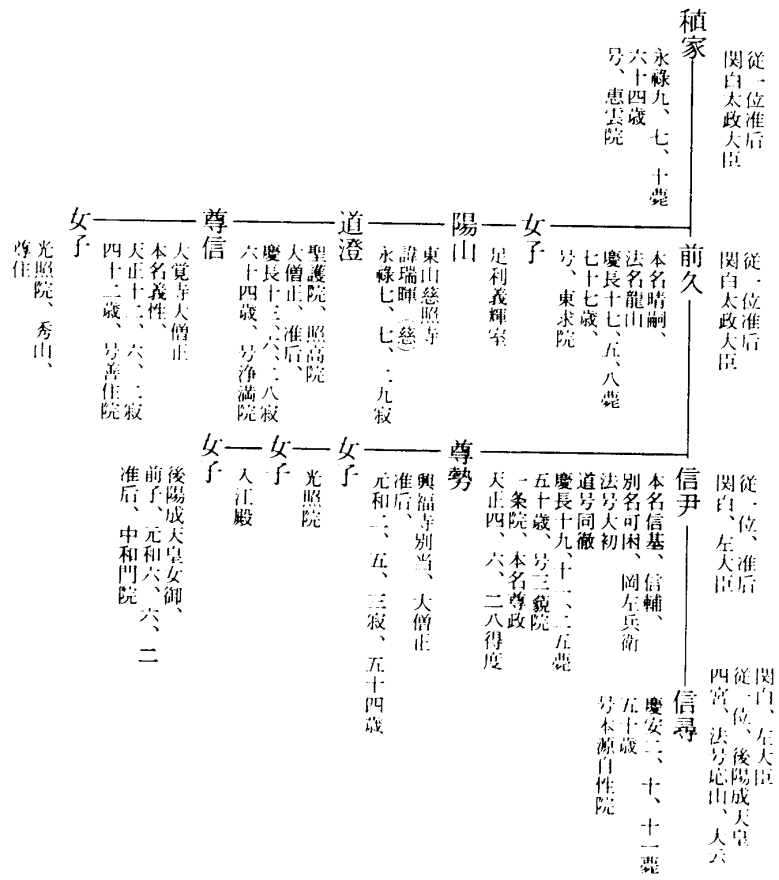 従一位准后
関白太政大臣
稙家
永祿九、七、十薨
六十四歳
号、恵雲院
従一位准后
関白太政大臣
前久
本名晴嗣、
法名龍山
慶長十七、五、八薨
七十七歳、
号、東求院
女子
足利義輝室
陽山
東山慈照寺
諱瑞暉（慈）
永祿七、七、二九寂
道澄
聖護院、照高院
大僧正、准后、
慶長十三、六、二八寂
六十四歳、号浄満院
尊信
大覚寺大僧正
本名義性、
天正十二、六、二寂
四十二歳、号善住院
女子
光照院、秀山、
尊住
従一位、准后
関白、左大臣
信尹
本名信基、信輔、
別名可困、岡左兵衛
法号大初
道号同徹
慶長十九、十一、二五薨
五十歳、号三藐院
尊勢
一条院、本名尊政
天正四、六、二八得度
興福寺別当、大僧正
准后、
元和二、五、三寂、五十四歳
女子
光照院
女子
入江殿
女子
後陽成天皇女御、
前子、元和六、六、二
准后、中和門院
関白、左大臣
従一位、後陽成天皇
四宮、法号応山、大云
信尋
慶安二、十、十一薨
五十歳
号本源自性院